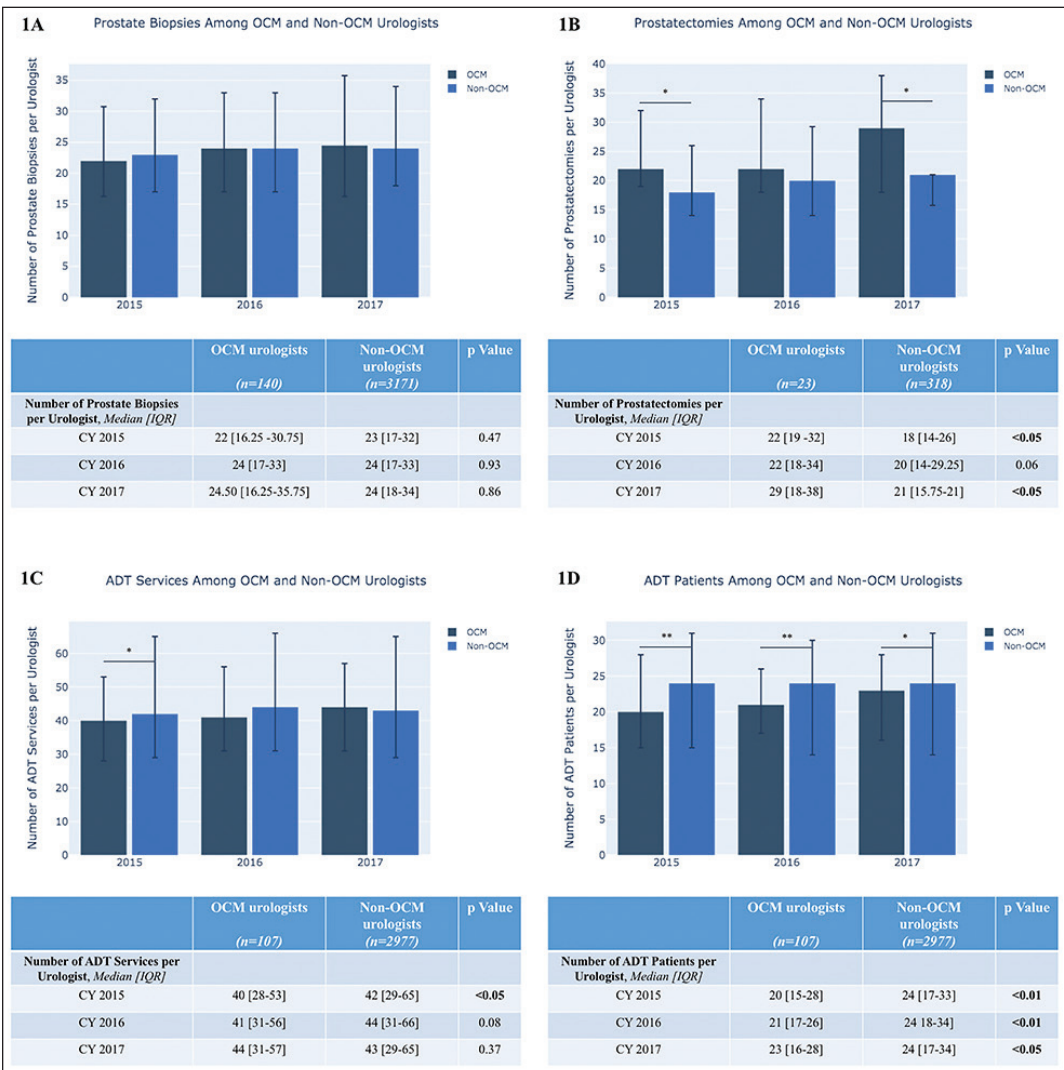 1A
Prostate Biopsies Among OCM and Non-OCM Urologists
OCM
Non-OCM
Number of Prostate Biopsies per Urologist
35
30
25
20
15
10
5
0
2015 2016 2017
OCM urologists Non-OCM p Value
urologists
(n=140) (n=3171)
Number of Prostate Biopsies
per Urologist, Median [IQR]
CY 2015 22 [16.25 -30.75] 23 [17-32] 0.47
CY 2016 24 [17-33] 24 [17-33] 0.93
CY 2017 24.50 [16.25-35.75] 24 [18-34] 0.86
1B
Prostatectomies Among OCM and Non-OCM Urologists
OCM
Non-OCM
Number of Prostatectomies per Urologist
40
35
30
25
20
15
10
5
0
* *
2015 2016 2017
OCM urologists Non-OCM p Value
urologists
(n=23) (n=318)
Number of Prostatectomies per
Urologist, Median [IQR]
CY 2015 22 [19 -32] 18 [14-26] <0.05
CY 2016 22 [18-34] 20 [14-29.25] 0.06
CY 2017 29 [18-38] 21 [15.75-21] <0.05
1C
ADT Services Among OCM and Non-OCM Urologists
OCM
Non-OCM
Number of ADT Services per Urologist
60
50
40
30
20
10
0
*
2015 2016 2017
OCM urologists Non-OCM p Value
urologists
(n=107) (n=2977)
Number of ADT Services per
Urologist, Median [IQR]
CY 2015 40 [28-53] 42 [29-65] <0.05
CY 2016 41 [31-56] 44 [31-66] 0.08
CY 2017 44 [31-57] 43 [29-65] 0.37
1D
ADT Patients Among OCM and Non-OCM Urologists
OCM
Non-OCM
Number of ADT Patients per Urologist
30
25
20
15
10
5
0
** ** *
2015 2016 2017
OCM urologists Non-OCM p Value
urologists
(n=107) (n=2977)
Number of ADT Patients per
Urologist, Median [IQR]
CY 2015 20 [15-28] 24 [17-33] <0.01
CY 2016 21 [17-26] 24 18-34] <0.01
CY 2017 23 [16-28] 24 [17-34] <0.05